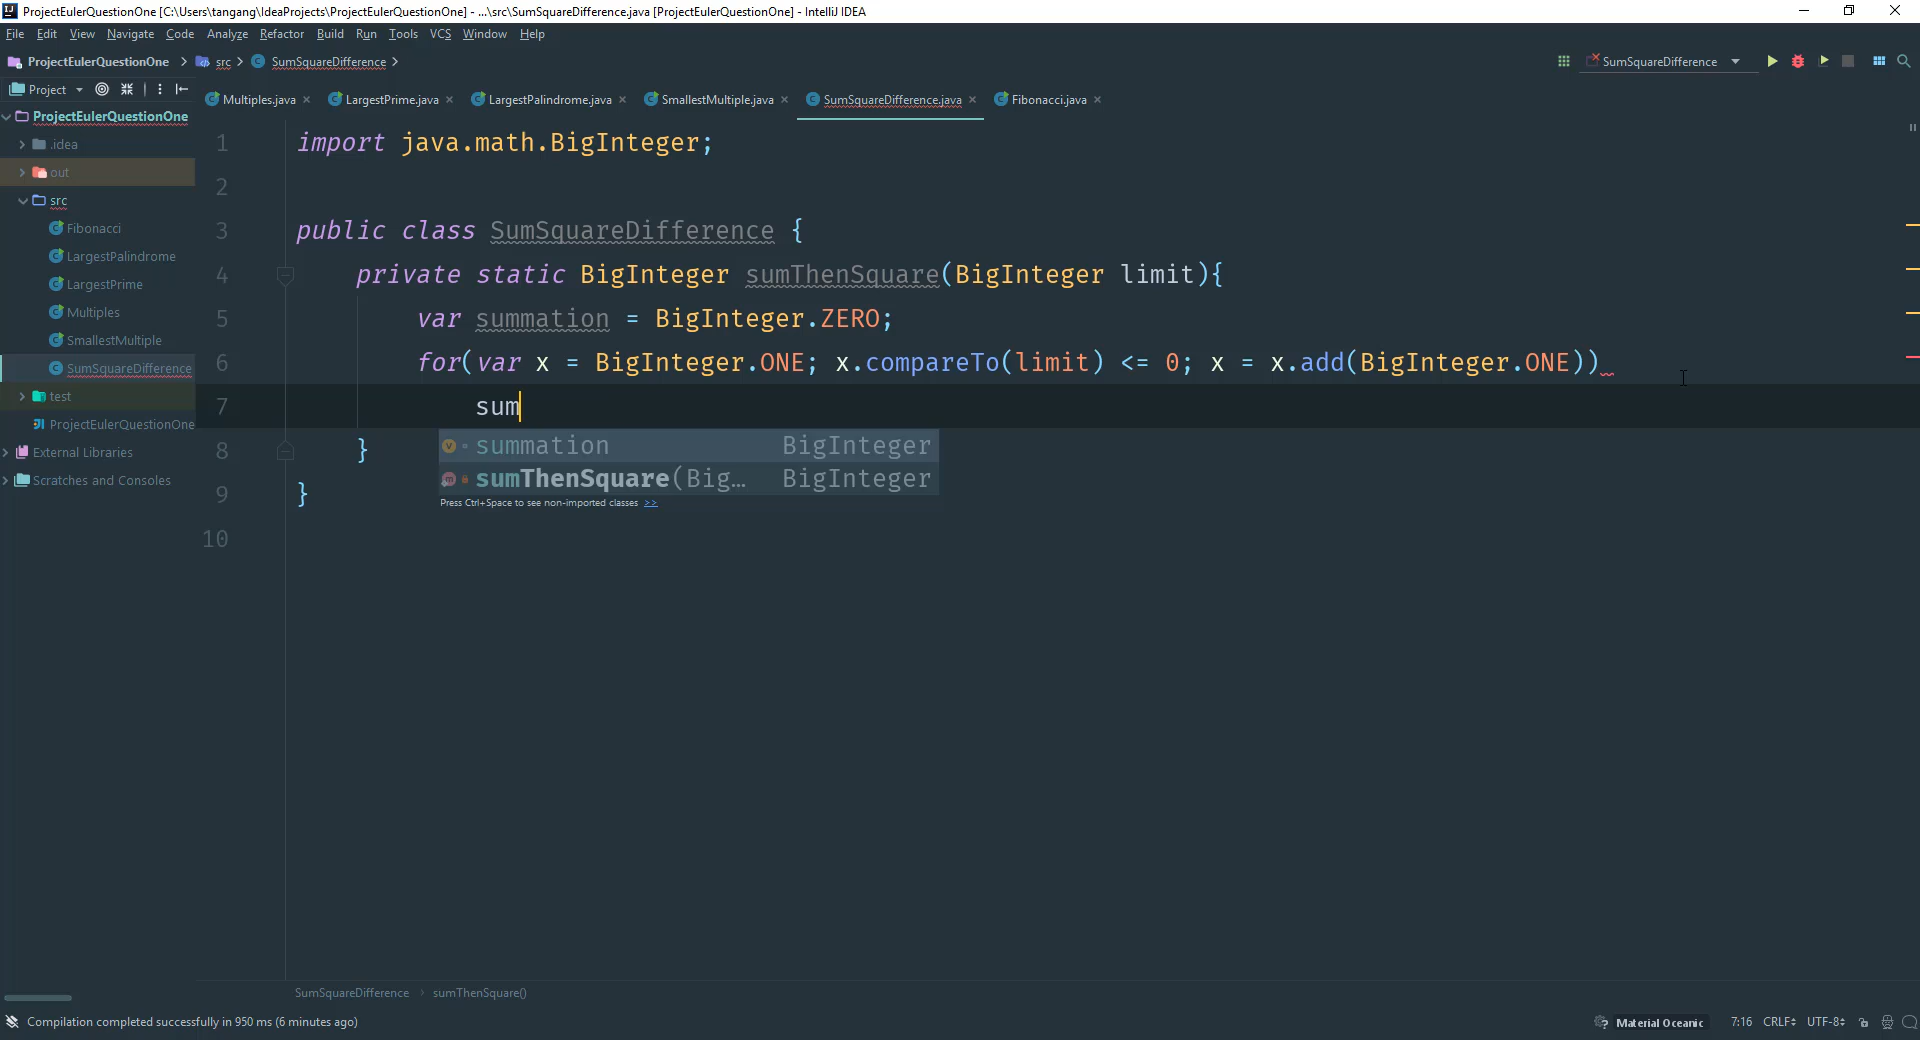 ProjectEulerQuestionOne [C:\Users\tangang\IdeaProjects\ProjectEulerQuestionOne] - ...\src\SumSquareDifference.java [ProjectEulerQuestionOne] - IntelliJ IDEA
File Edit View Navigate Code Analyze Refactor Build Run Tools VCS Window Help
ProjectEulerQuestionOne src SumSquareDifference
SumSquareDifference
Project
Multiples.java LargestPrime.java LargestPalindrome.java SmallestMultiple.java SumSquareDifference.java Fibonacci.java
ProjectEulerQuestionOne
.idea
out
src
Fibonacci
LargestPalindrome
LargestPrime
Multiples
SmallestMultiple
SumSquareDifference
test
ProjectEulerQuestionOne
External Libraries
Scratches and Consoles
1 import java.math.BigInteger;
2
3 public class SumSquareDifference {
4 private static BigInteger sumThenSquare(BigInteger limit){
5 var summation = BigInteger.ZERO;
6 for(var x = BigInteger.ONE; x.compareTo(limit) <= 0; x = x.add(BigInteger.ONE))
7 sum
8 }
9 }
10
summation BigInteger
sumThenSquare(Big… BigInteger
Press Ctrl+Space to see non-imported classes >>
SumSquareDifference › sumThenSquare()
Compilation completed successfully in 950 ms (6 minutes ago)
Material Oceanic 7:16 CRLF UTF-8